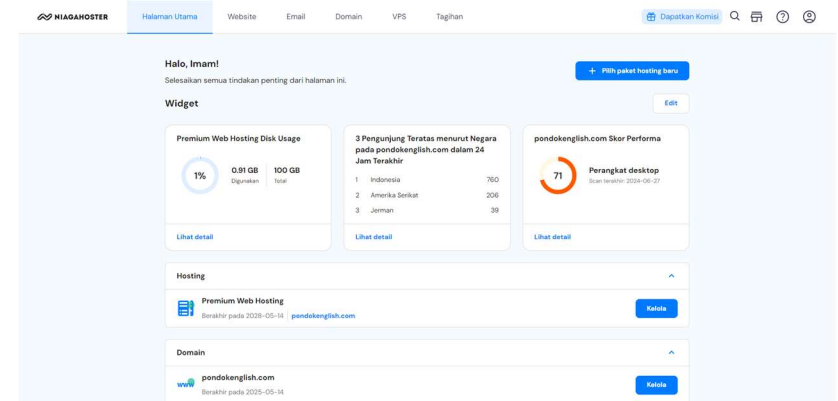 NIAGAHOSTER
Halaman Utama
Website
Email
Domain
VPS
Tagihan
Dapatkan Komisi
Halo, Imam!
Selesaikan semua tindakan penting dari halaman ini.
+ Pilih paket hosting baru
Widget
Edit
Premium Web Hosting Disk Usage
1%
0.91 GB
Digunakan
100 GB
Total
Lihat detail
3 Pengunjung Teratas menurut Negara
pada pondokenglish.com dalam 24
Jam Terakhir
1 Indonesia 760
2 Amerika Serikat 206
3 Jerman 39
Lihat detail
pondokenglish.com Skor Performa
71
Perangkat desktop
Scan terakhir: 2024-06-27
Lihat detail
Hosting
Premium Web Hosting
Berakhir pada 2028-05-14
pondokenglish.com
Kelola
Domain
www
pondokenglish.com
Berakhir pada 2025-05-14
Kelola